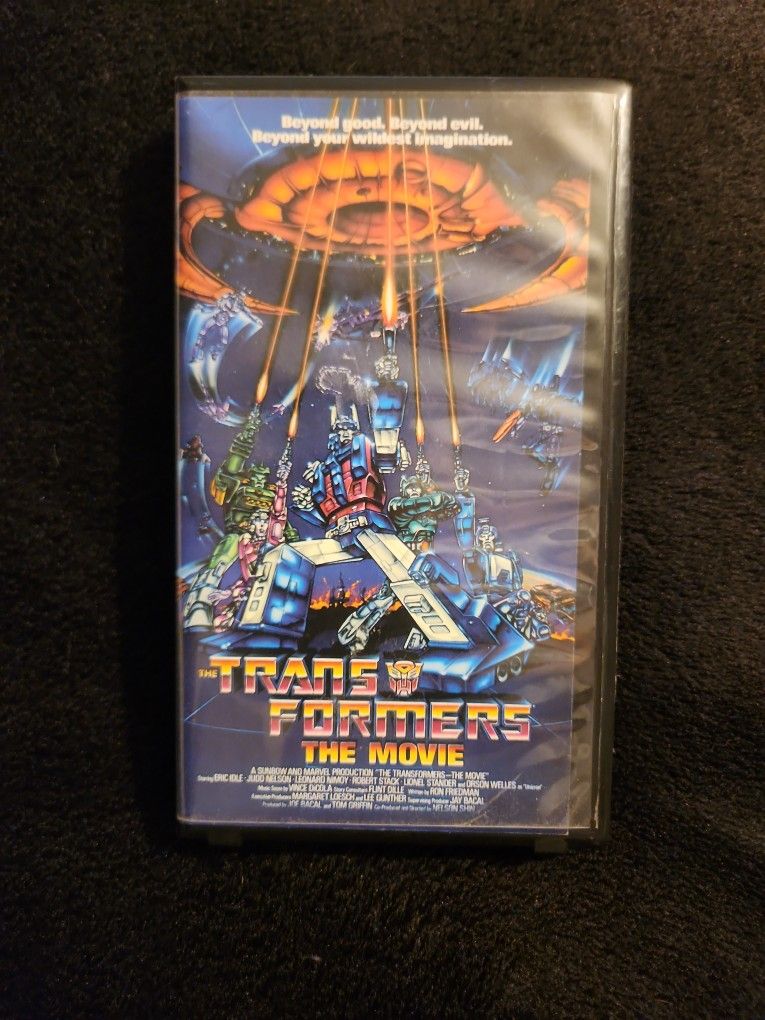 Beyond good. Beyond evil.
Beyond your wildest imagination.
THE TRANS
FORMERS
THE MOVIE
A SUNBOW AND MARVEL PRODUCTION "THE TRANSFORMERS—THE MOVIE"
Starring ERIC IDLE · JUDD NELSON · LEONARD NIMOY · ROBERT STACK · LIONEL STANDER and ORSON WELLES as "Unicron"
Music Score by VINCE DiCOLA Story Consultant FLINT DILLE Written by RON FRIEDMAN
Executive Producers MARGARET LOESCH and LEE GUNTHER Supervising Producer JAY BACAL
Produced by JOE BACAL and TOM GRIFFIN Co-Produced and Directed by NELSON SHIN